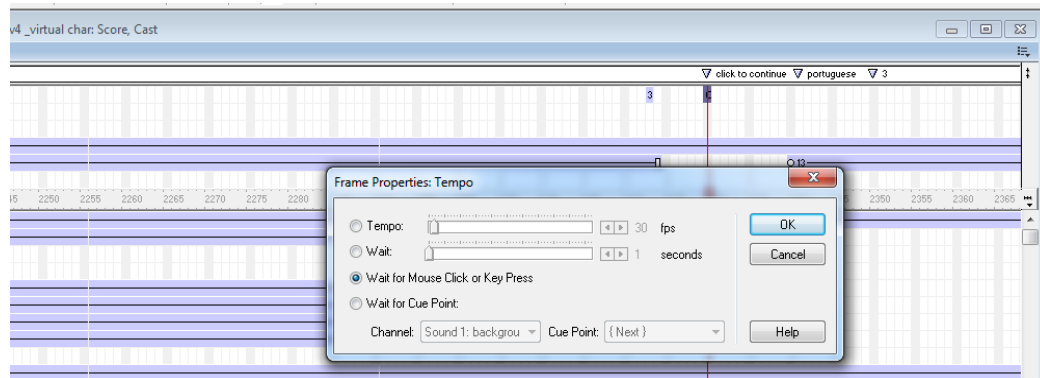 v4 _virtual char: Score, Cast
click to continue portuguese 3
3 C
13
Frame Properties: Tempo
2250 2255 2260 2265 2270 2275 2280 2350 2355 2360 2365
Tempo: 30 fps
OK
Wait: 1 seconds
Cancel
Wait for Mouse Click or Key Press
Wait for Cue Point:
Channel: Sound 1: backgrou Cue Point: { Next }
Help